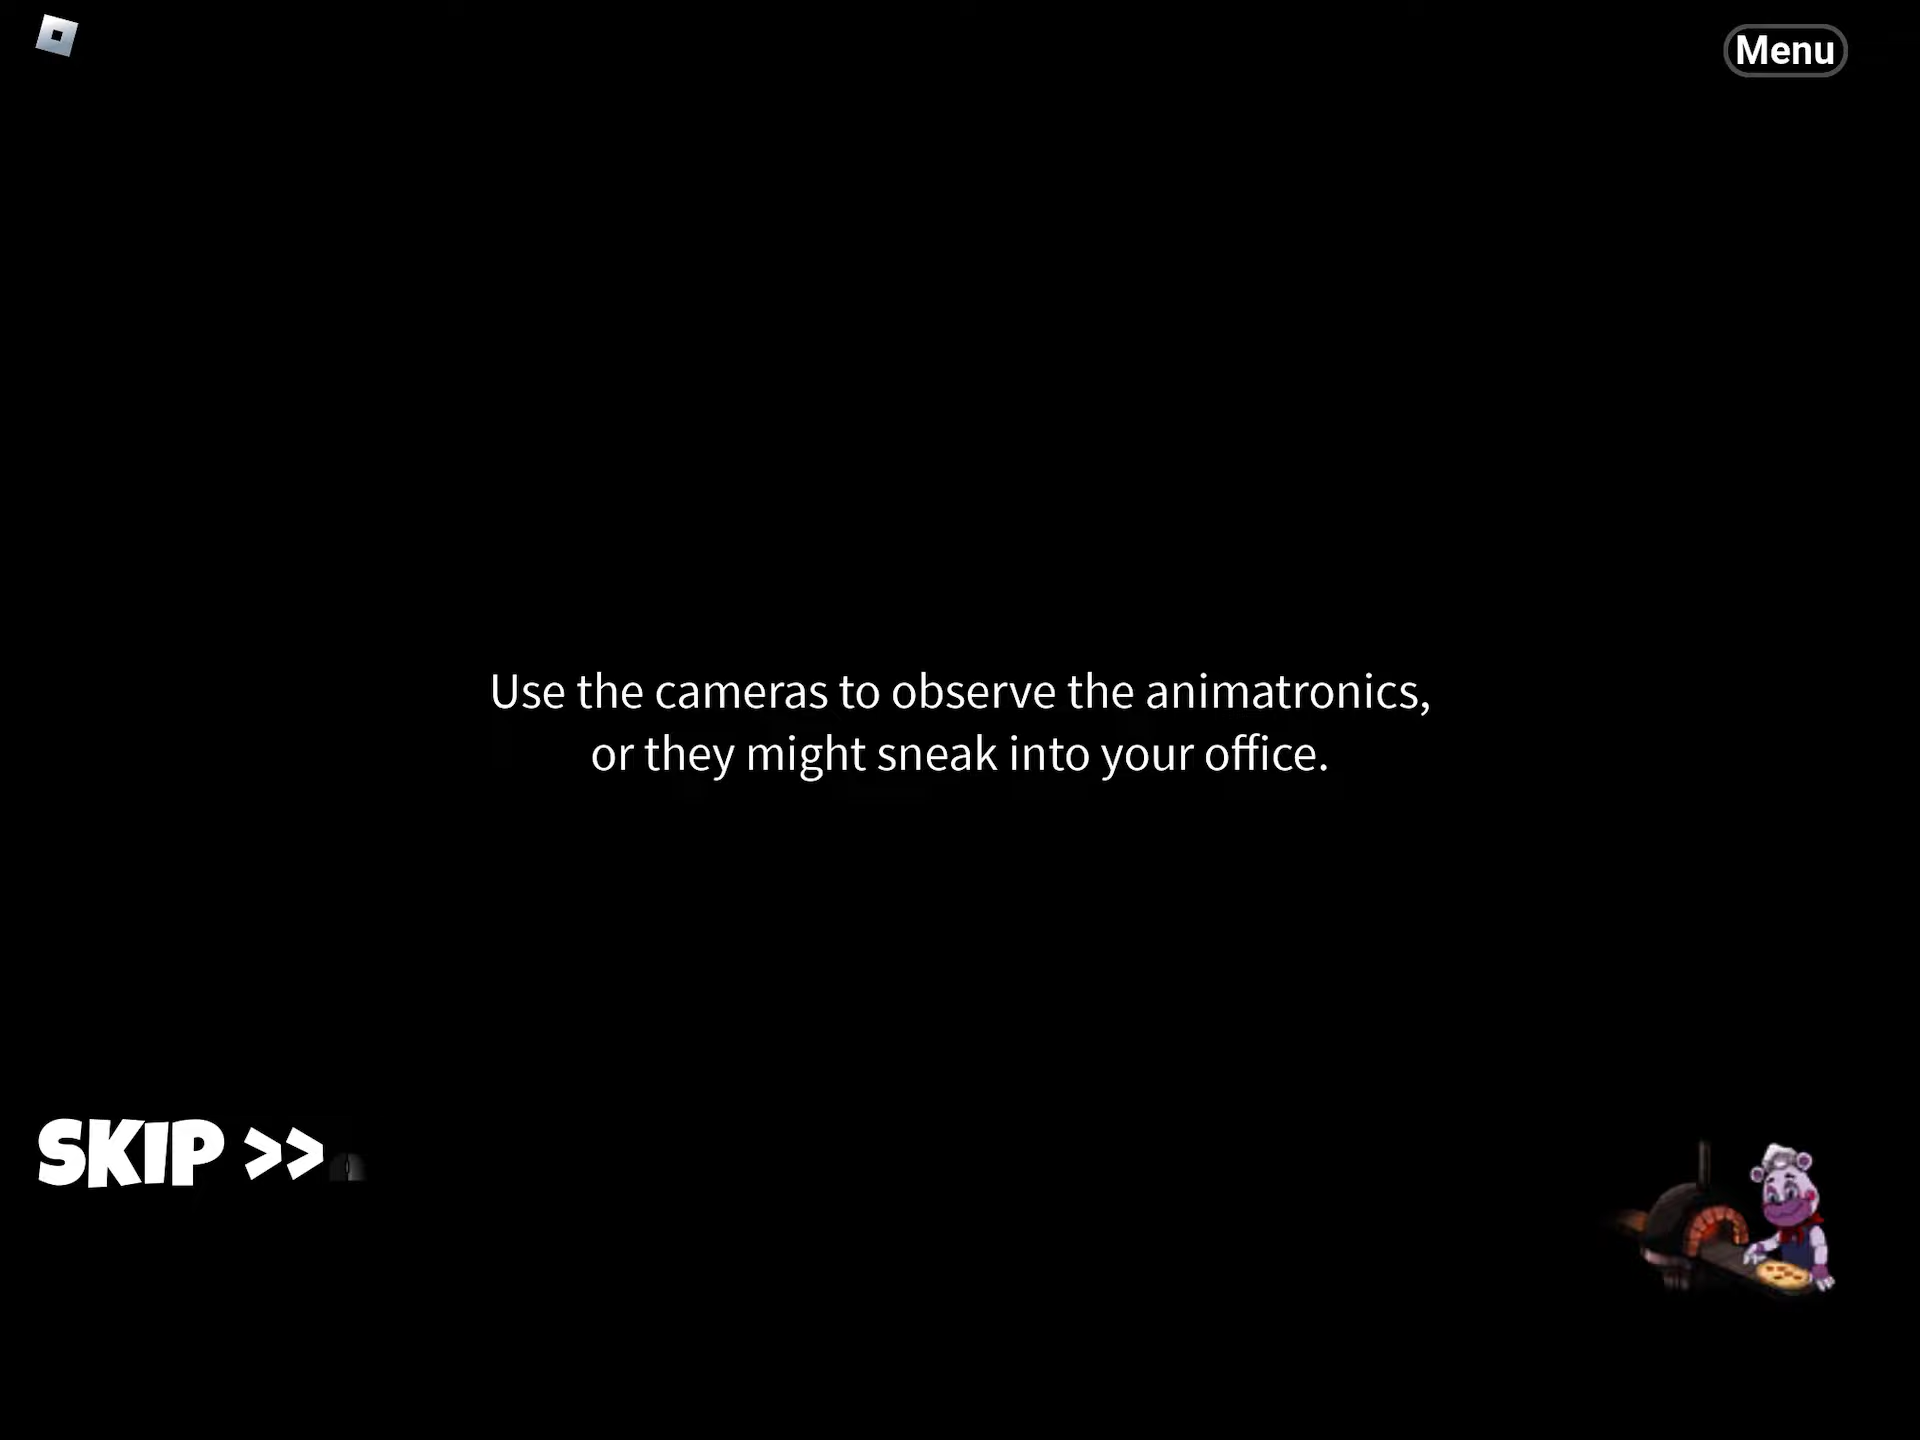 Menu
Use the cameras to observe the animatronics,
or they might sneak into your office.
SKIP >>